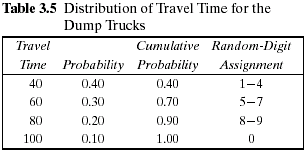 Table 3.5 Distribution of Travel Time for the
Dump Trucks
Travel Cumulative Random-Digit
Time Probability Probability Assignment
40 0.40 0.40 1–4
60 0.30 0.70 5–7
80 0.20 0.90 8–9
100 0.10 1.00 0